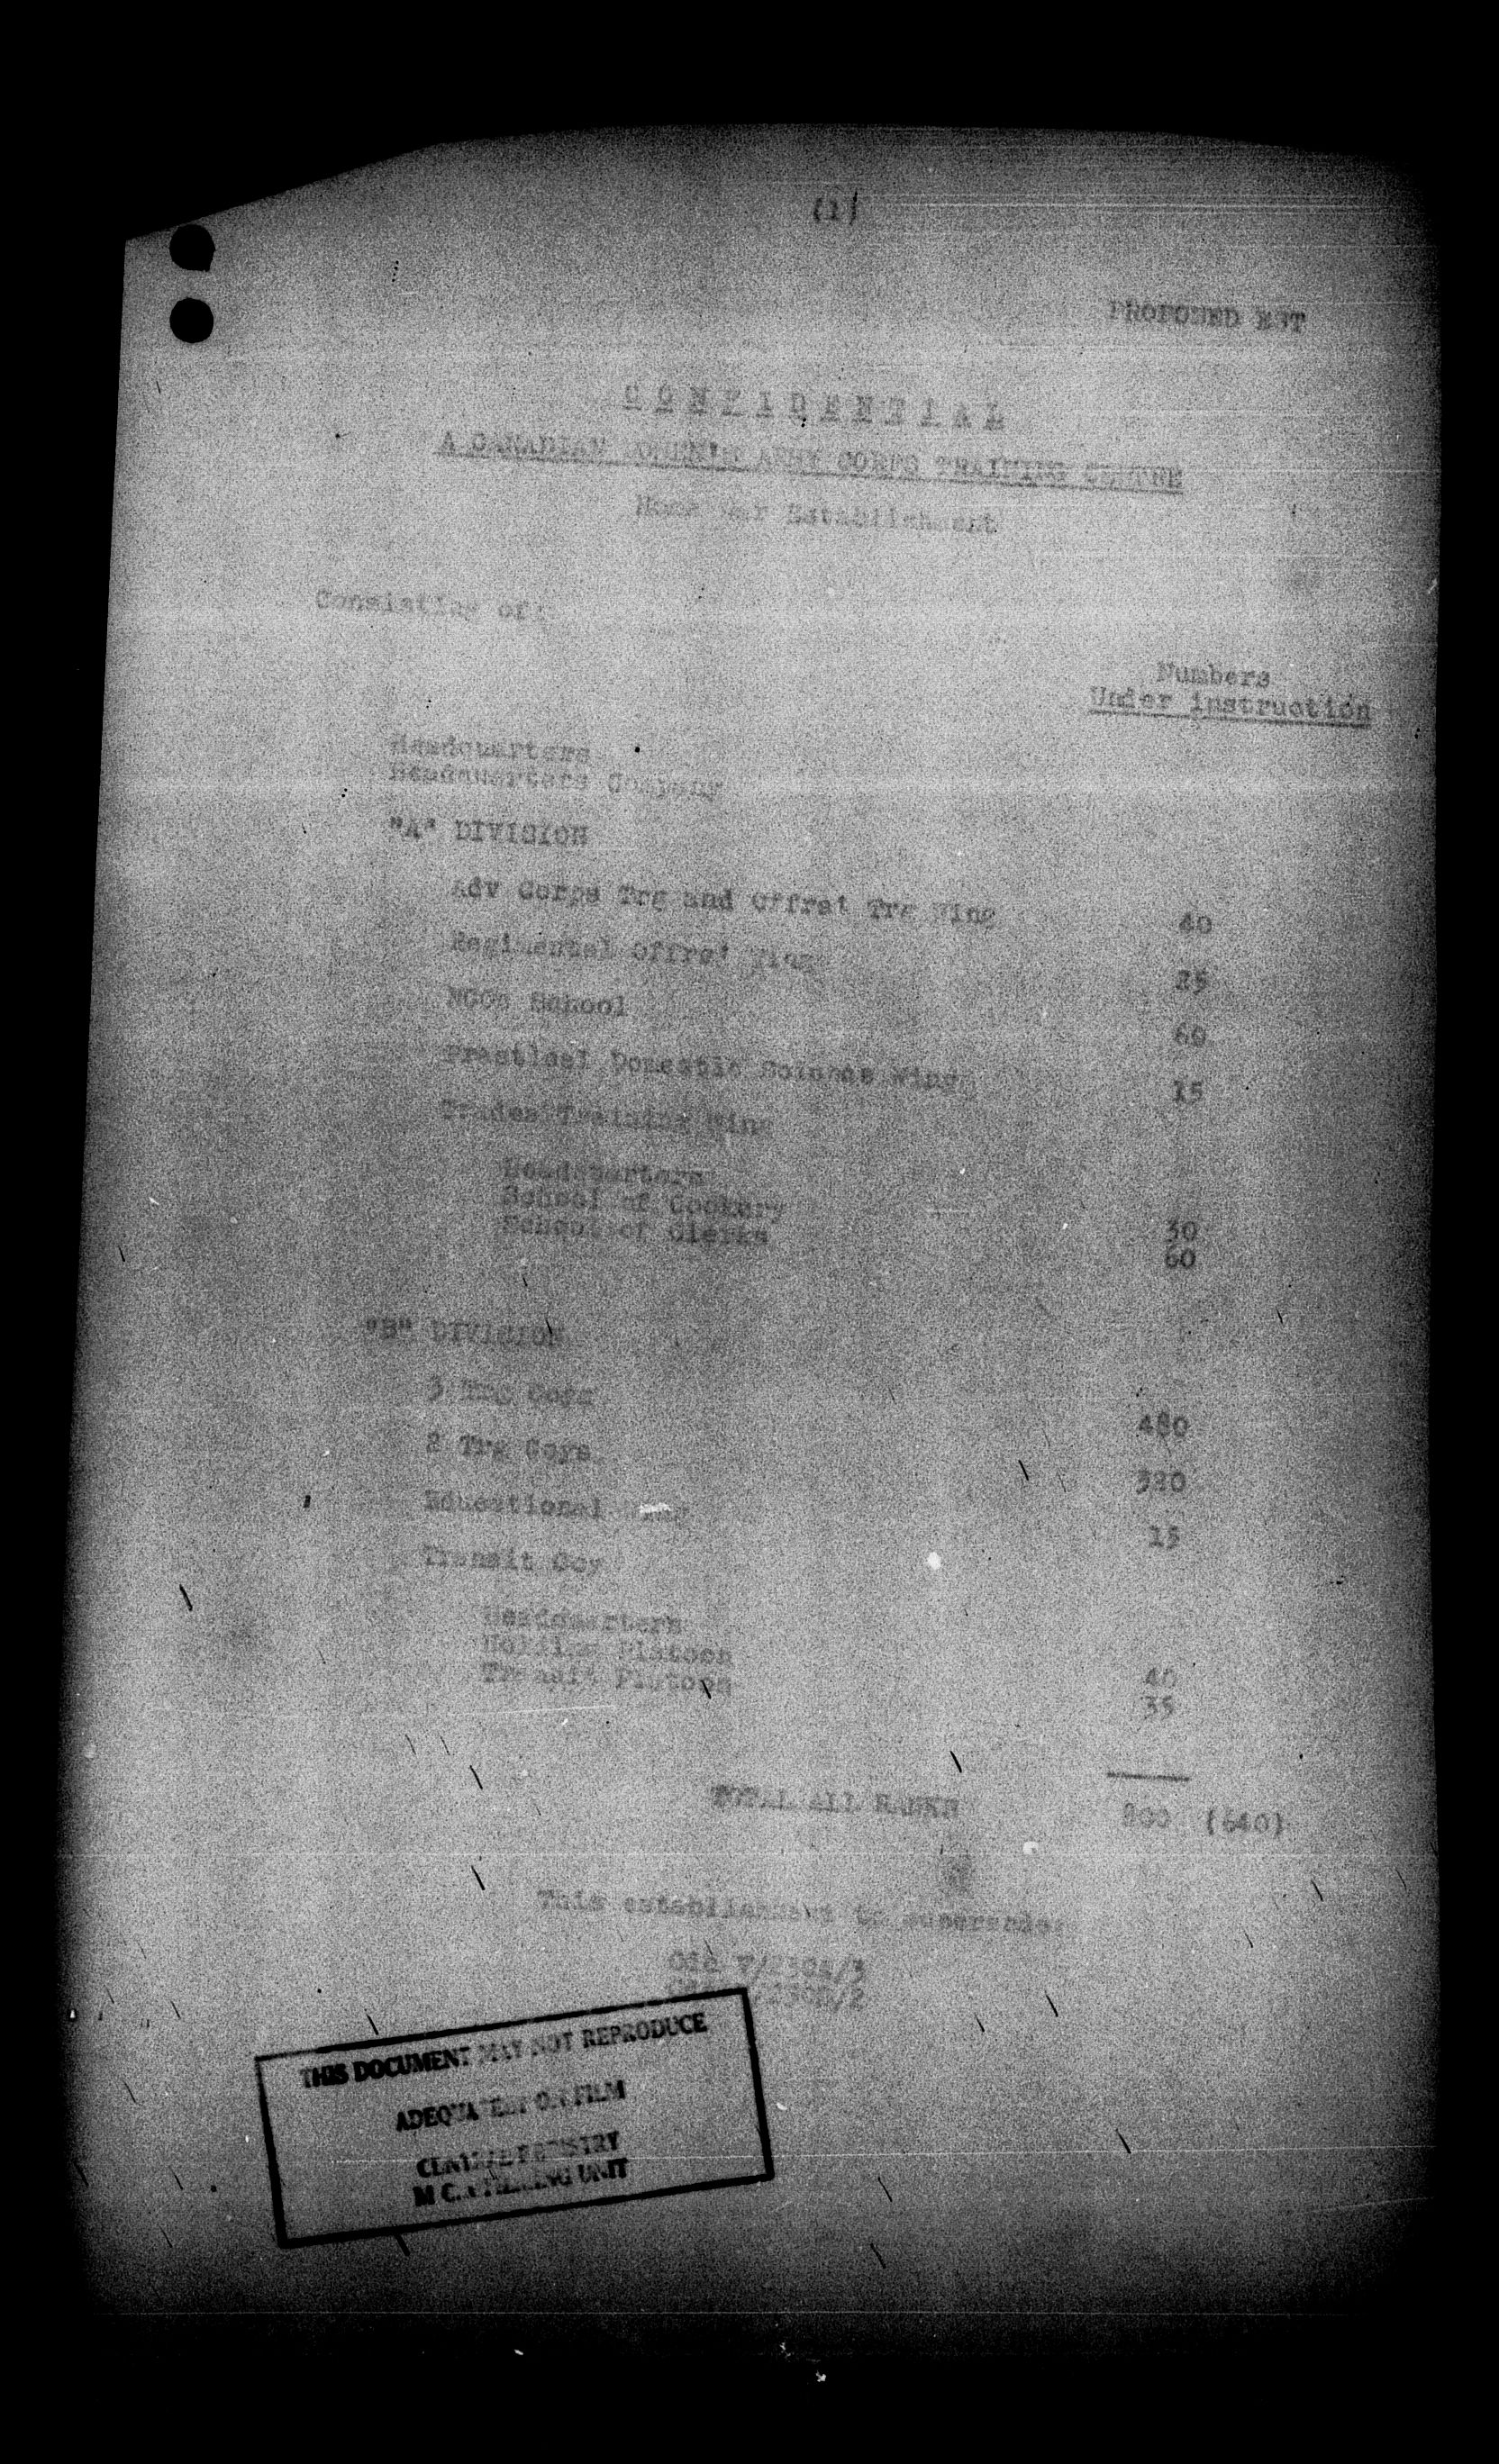 (1)
PROPOSED EST
CONFIDENTIAL
A CANADIAN WOMEN'S ARMY CORPS TRAINING CENTRE
Home War Establishment
Consisting of:
Numbers
Under instruction
Headquarters
Headquarters Company
"A" DIVISION
Adv Corps Trg and Offrs' Trg Wing 40
Regimental Offrs' Wing 25
NCOs School 60
Practical Domestic Science Wing 15
Trades Training Wing
Headquarters
School of Cookery 30
School of Clerks 60
"B" DIVISION
3 Trg Coys 480
2 Trg Coys 320
Educational Wing 15
Transit Coy
Headquarters
Holding Platoon 40
Transit Platoon 35
TOTAL ALL RANKS 800 (640)
This establishment to supersede:
THIS DOCUMENT MAY NOT REPRODUCE
ADEQUATELY ON FILM
CENTRAL REGISTRY
FILMING UNIT